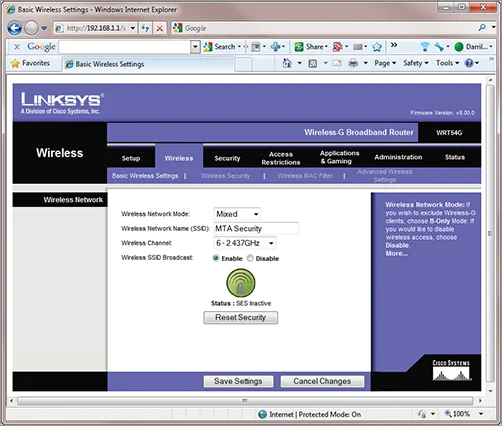 Basic Wireless Settings - Windows Internet Explorer
http://192.168.1.1/
Google
Google
Search
Share
Darril...
Favorites
Basic Wireless Settings
Page
Safety
Tools
LINKSYS®
A Division of Cisco Systems, Inc.
Firmware Version: v8.00.0
Wireless-G Broadband Router
WRT54G
Wireless
Setup
Wireless
Security
Access Restrictions
Applications & Gaming
Administration
Status
Basic Wireless Settings
Wireless Security
Wireless MAC Filter
Advanced Wireless Settings
Wireless Network
Wireless Network Mode:
Mixed
Wireless Network Name (SSID):
MTA Security
Wireless Channel:
6 - 2.437GHz
Wireless SSID Broadcast:
Enable
Disable
Status : SES Inactive
Reset Security
Wireless Network Mode: If
you wish to exclude Wireless-G
clients, choose B-Only Mode. If
you would like to disable
wireless access, choose
Disable.
More...
Save Settings
Cancel Changes
CISCO SYSTEMS
Internet | Protected Mode: On
100%